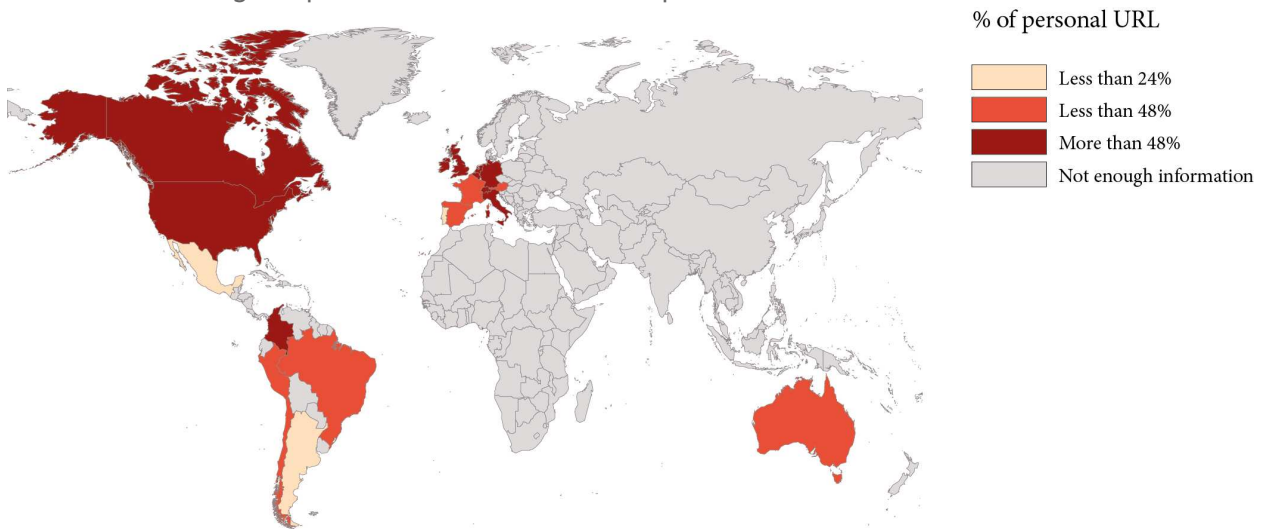 % of personal URL
Less than 24%
Less than 48%
More than 48%
Not enough information